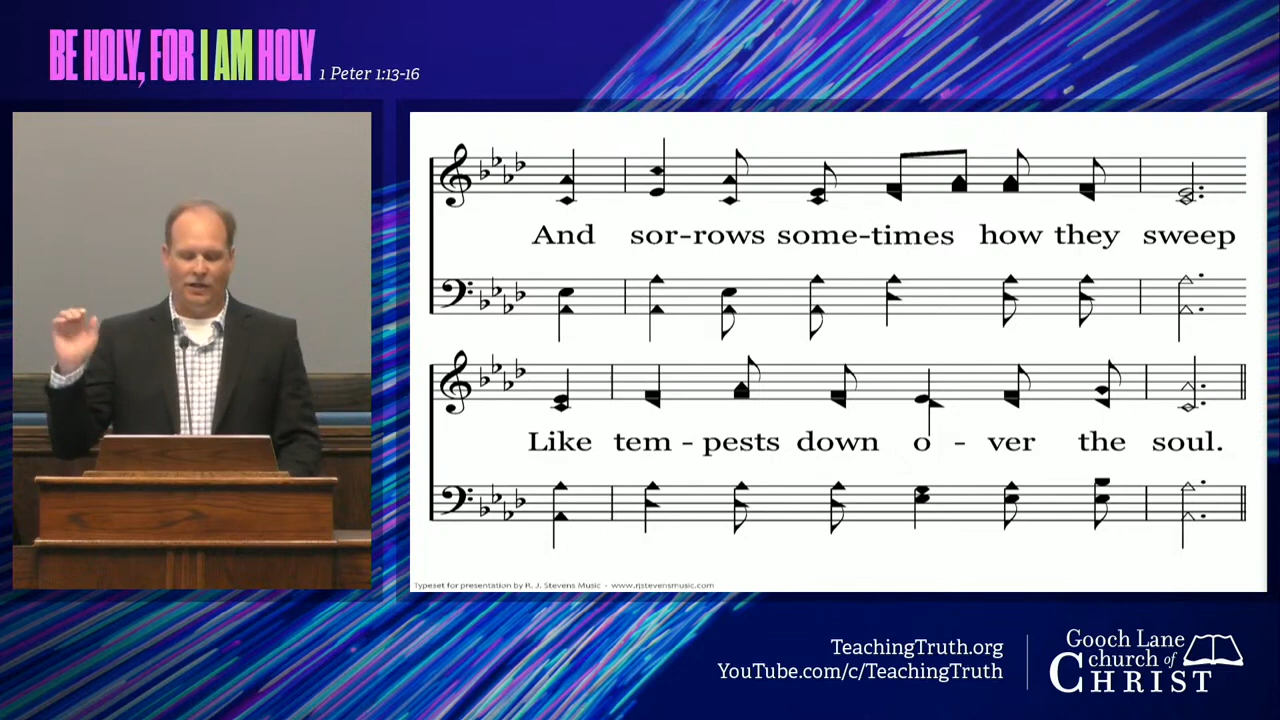 BE HOLY, FOR I AM HOLY 1 Peter 1:13-16
And sor-rows some-times how they sweep
Like tem - pests down o - ver the soul.
Typeset for presentation by R. J. Stevens Music - www.rjstevensmusic.com
TeachingTruth.org
YouTube.com/c/TeachingTruth
Gooch Lane
church of
CHRIST